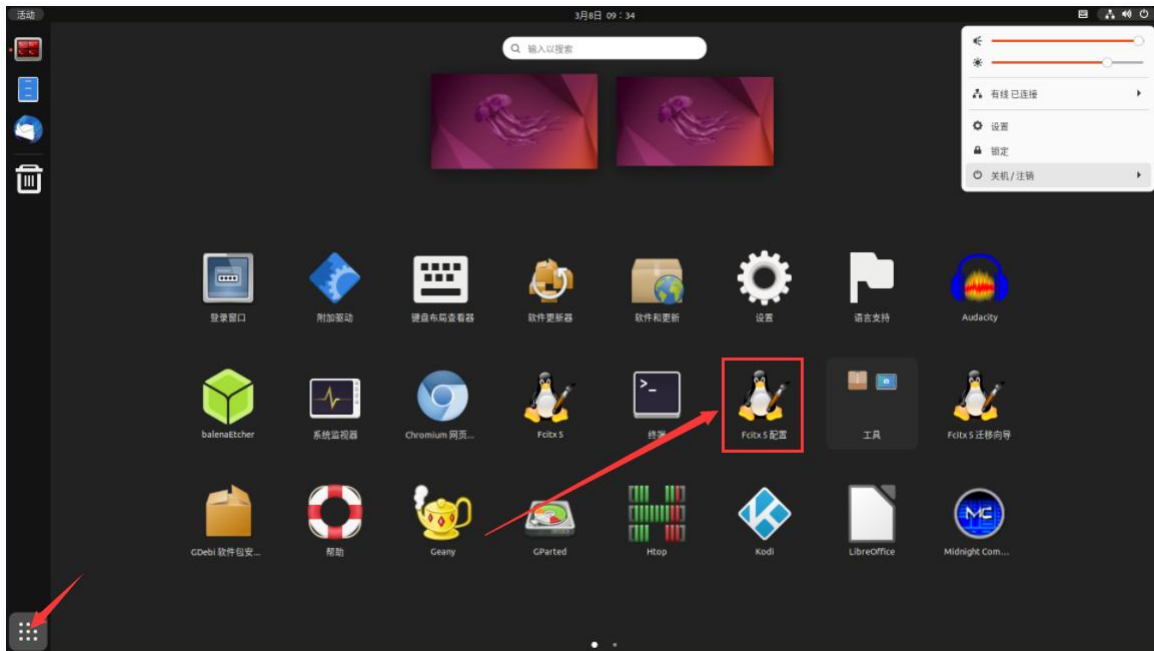 活动
3月8日 09：34
输入以搜索
有线 已连接
设置
锁定
关机/注销
登录窗口
附加驱动
键盘布局查看器
软件更新器
软件和更新
设置
语言支持
Audacity
balenaEtcher
系统监视器
Chromium 网页...
Fcitx 5
终端
Fcitx 5 配置
工具
Fcitx 5 迁移向导
GDebi 软件包安...
帮助
Geany
GParted
Htop
Kodi
LibreOffice
Midnight Com...